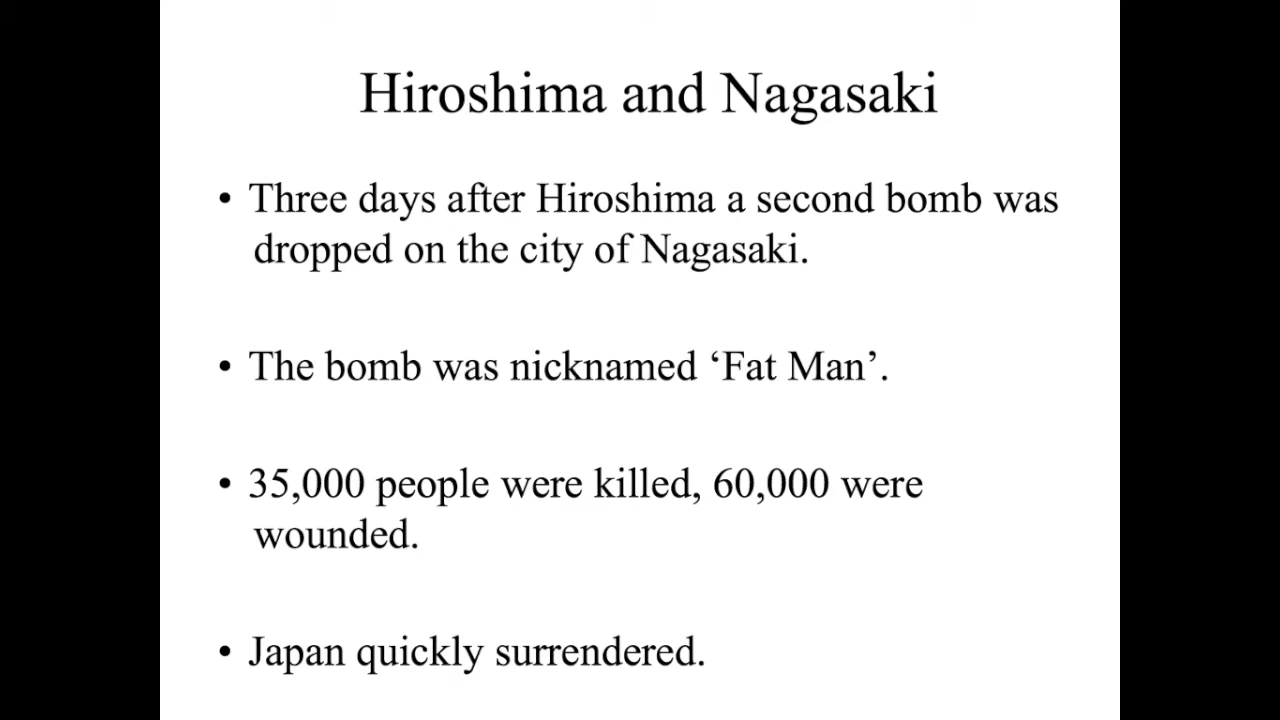 Hiroshima and Nagasaki
• Three days after Hiroshima a second bomb was
dropped on the city of Nagasaki.
• The bomb was nicknamed ‘Fat Man’.
• 35,000 people were killed, 60,000 were
wounded.
• Japan quickly surrendered.